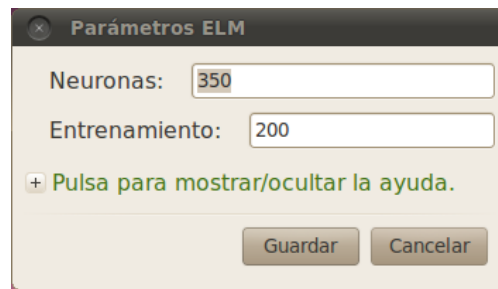 Parámetros ELM
Neuronas: 350
Entrenamiento: 200
+ Pulsa para mostrar/ocultar la ayuda.
Guardar Cancelar